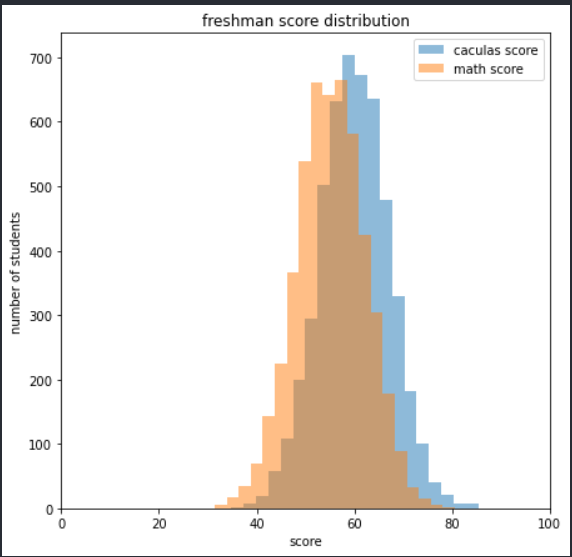 freshman score distribution
caculas score
math score
number of students
700
600
500
400
300
200
100
0
0 20 40 60 80 100
score